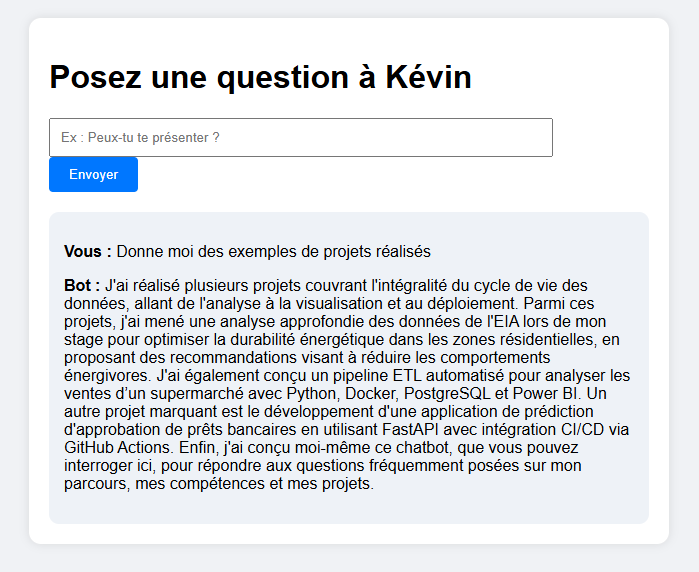 Posez une question à Kévin
Ex : Peux-tu te présenter ?
Envoyer
Vous : Donne moi des exemples de projets réalisés
Bot : J'ai réalisé plusieurs projets couvrant l'intégralité du cycle de vie des
données, allant de l'analyse à la visualisation et au déploiement. Parmi ces
projets, j'ai mené une analyse approfondie des données de l'EIA lors de mon
stage pour optimiser la durabilité énergétique dans les zones résidentielles, en
proposant des recommandations visant à réduire les comportements
énergivores. J'ai également conçu un pipeline ETL automatisé pour analyser les
ventes d’un supermarché avec Python, Docker, PostgreSQL et Power BI. Un
autre projet marquant est le développement d'une application de prédiction
d'approbation de prêts bancaires en utilisant FastAPI avec intégration CI/CD via
GitHub Actions. Enfin, j'ai conçu moi-même ce chatbot, que vous pouvez
interroger ici, pour répondre aux questions fréquemment posées sur mon
parcours, mes compétences et mes projets.